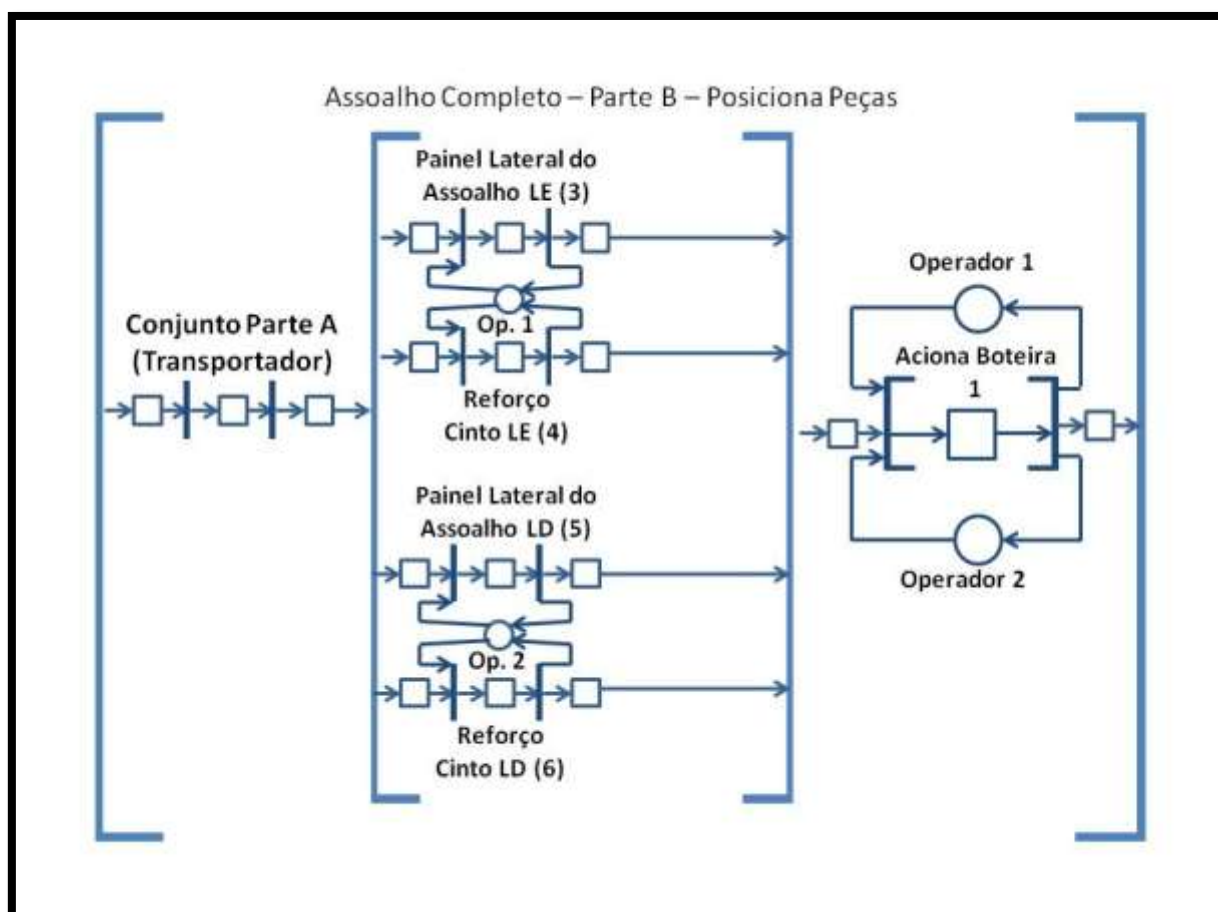 Assoalho Completo – Parte B – Posiciona Peças
Conjunto Parte A
(Transportador)
Painel Lateral do
Assoalho LE (3)
Op. 1
Reforço
Cinto LE (4)
Painel Lateral do
Assoalho LD (5)
Op. 2
Reforço
Cinto LD (6)
Operador 1
Aciona Boteira
1
Operador 2